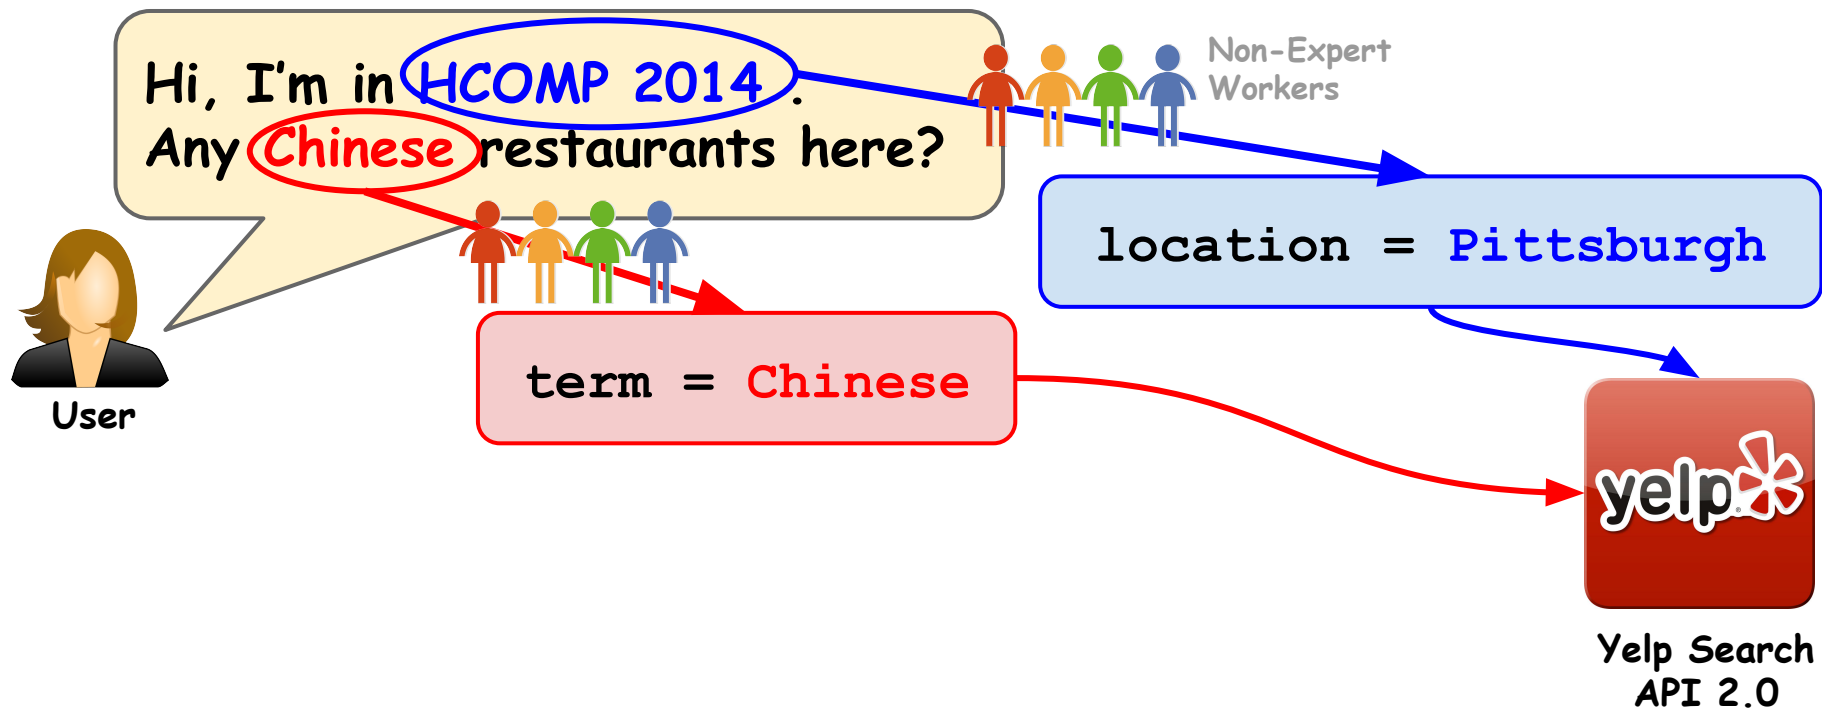 Hi, I'm in HCOMP 2014 .
Any Chinese restaurants here?
Non-Expert
Workers
location = Pittsburgh
term = Chinese
User
yelp
Yelp Search
API 2.0